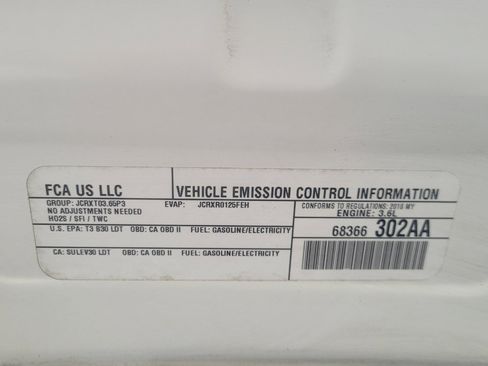 FCA US LLC
VEHICLE EMISSION CONTROL INFORMATION
GROUP: JCRXT03.65P3 EVAP: JCRXR0125FEH
NO ADJUSTMENTS NEEDED
HO2S / SFI / TWC
CONFORMS TO REGULATIONS: 2018 MY
ENGINE: 3.6L
U.S. EPA: T3 B30 LDT OBD: CA OBD II FUEL: GASOLINE/ELECTRICITY
68366 302AA
CA: SULEV30 LDT OBD: CA OBD II FUEL: GASOLINE/ELECTRICITY